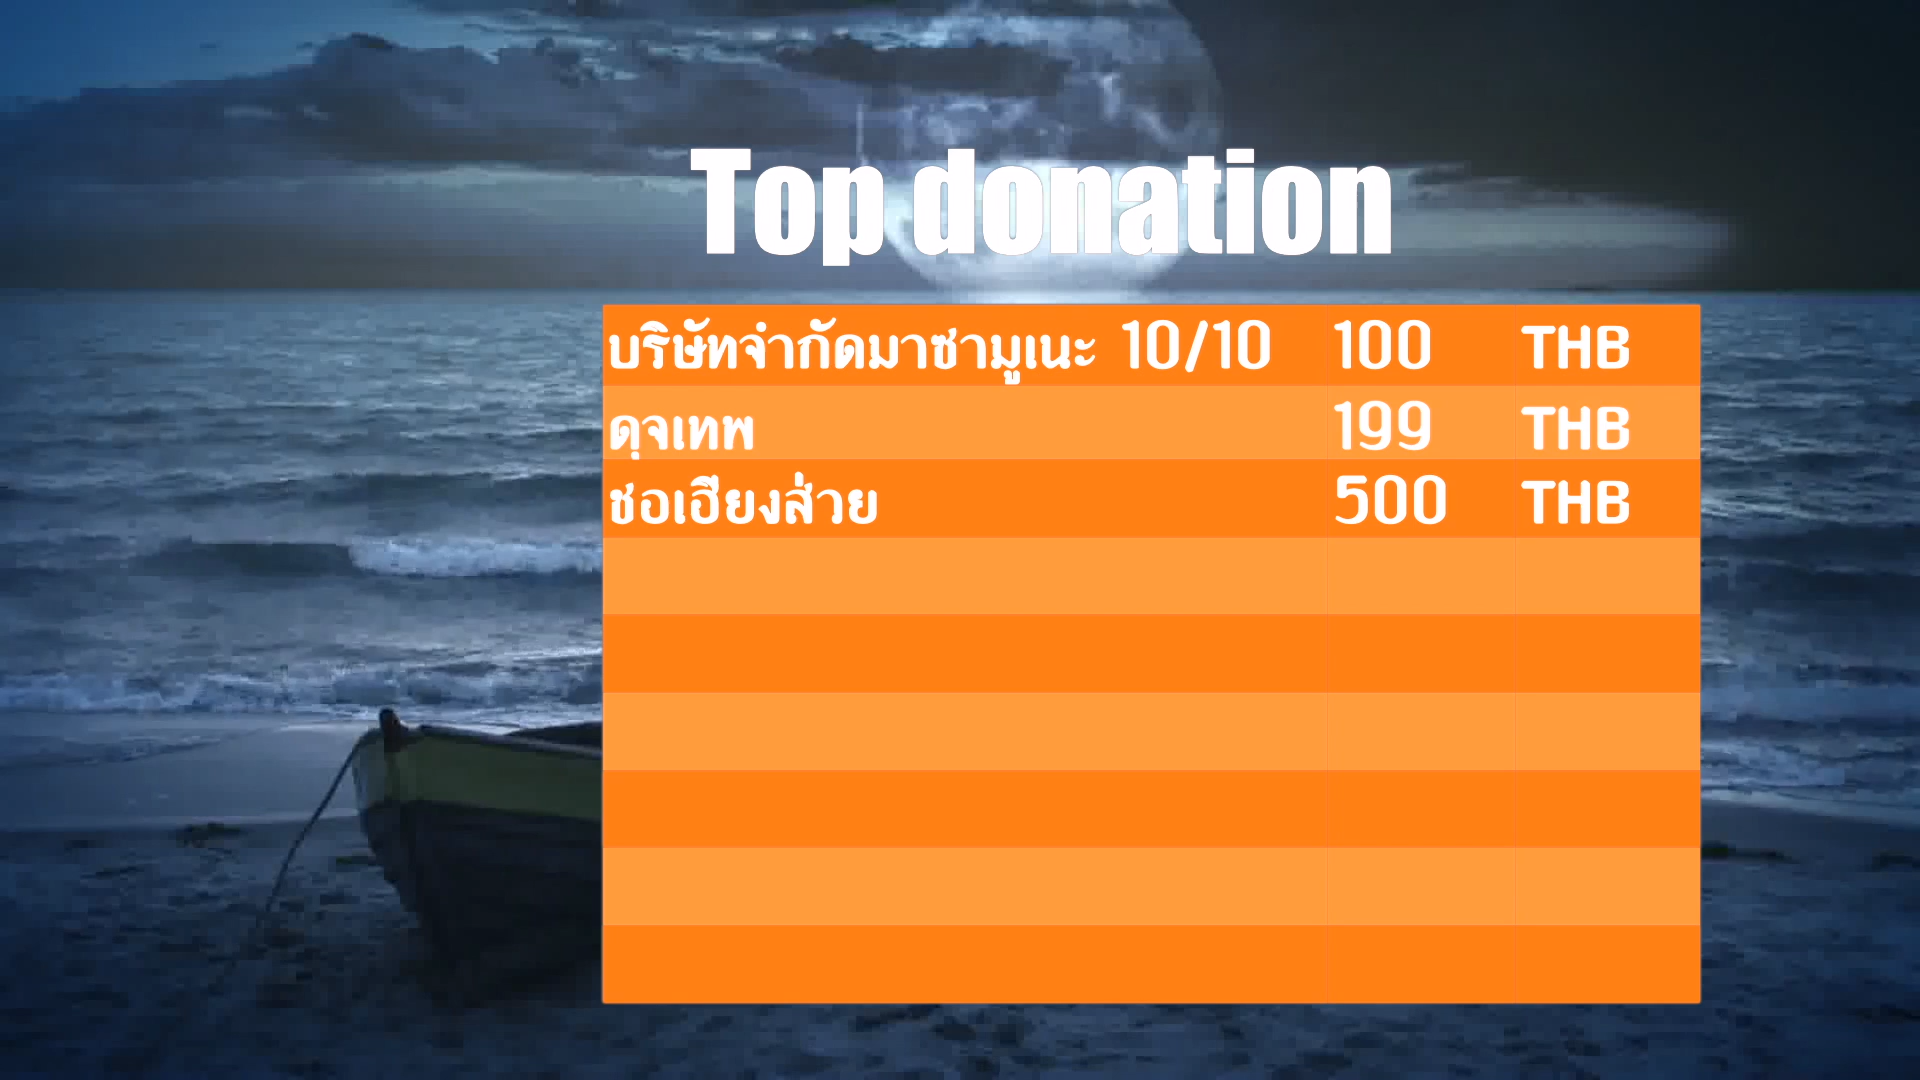 Top donation
บริษัทจำกัดมาซามูเนะ 10/10 100 THB
ดุจเทพ 199 THB
ชอเฮียงส่วย 500 THB